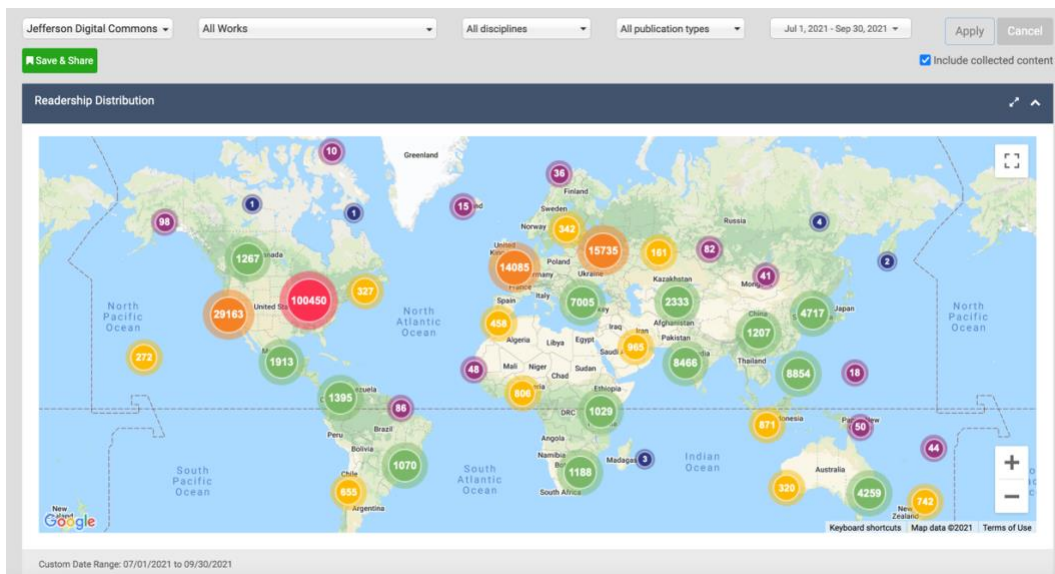 Jefferson Digital Commons
All Works
All disciplines
All publication types
Jul 1, 2021 - Sep 30, 2021
Apply
Cancel
Save & Share
Include collected content
Readership Distribution
10
Greenland
36
Finland
1
1
15
Sweden
98
Norway
342
Russia
4
82
2
1267
15735
161
14085
Poland
Ukraine
41
327
Kazakhstan
France
Spain
Italy
7005
2333
4717
Japan
North
Pacific
Ocean
29163
100450
North
Atlantic
Ocean
458
Iraq
Iran
Afghanistan
China
1207
North
Pacific
Ocean
Algeria
Libya
Egypt
965
Pakistan
272
1913
48
Mali
Niger
Chad
Sudan
8466
Thailand
8854
18
1395
86
606
Ethiopia
DRC
1029
871
50
Peru
Brazil
Angola
44
Bolivia
Namibia
Madagas
3
Indian
Ocean
South
Pacific
Ocean
Chile
1070
South
Atlantic
Ocean
1188
Australia
655
South Africa
320
4259
742
Argentina
New
Zealand
New
Google
Keyboard shortcuts
Map data ©2021
Terms of Use
Custom Date Range: 07/01/2021 to 09/30/2021